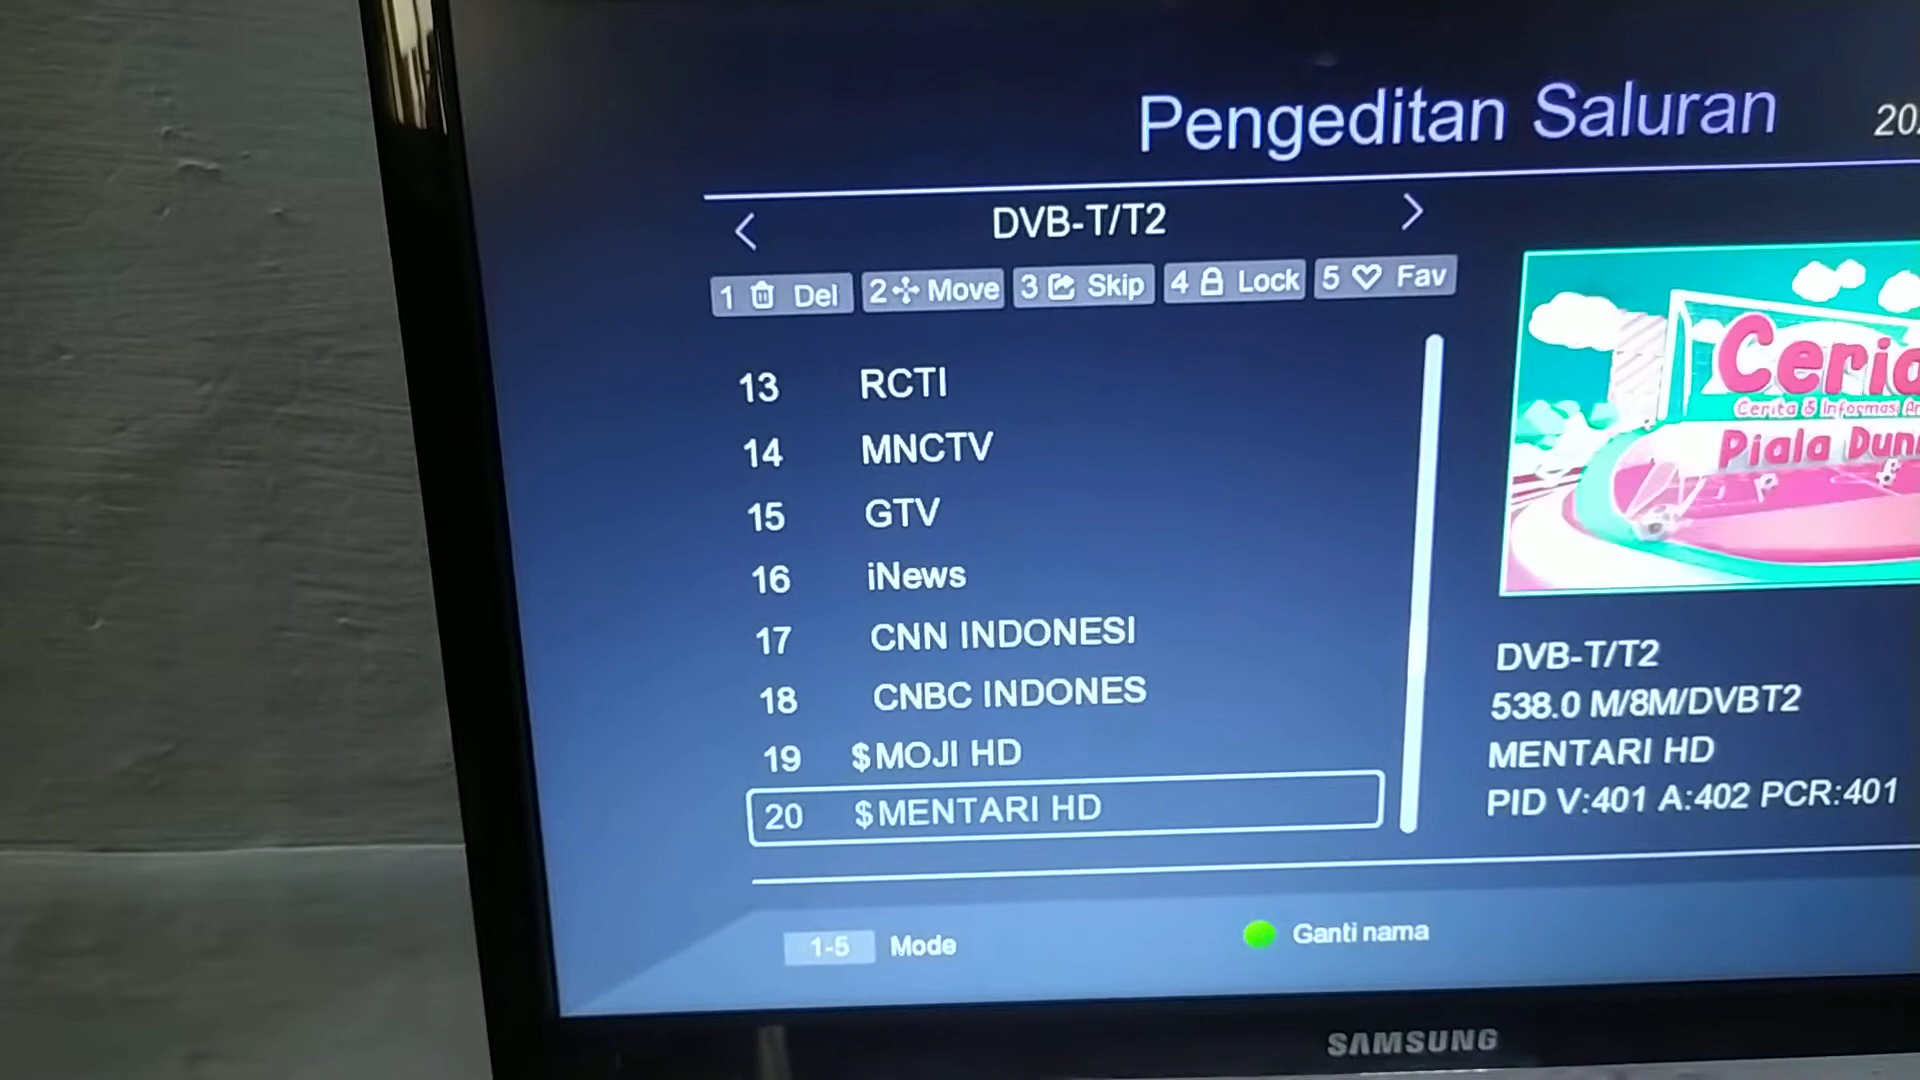 Pengeditan Saluran
DVB-T/T2
1 Del 2 Move 3 Skip 4 Lock 5 Fav
13 RCTI
14 MNCTV
15 GTV
16 iNews
17 CNN INDONESI
18 CNBC INDONES
19 $MOJI HD
20 $MENTARI HD
Ceria
Cerita & Informasi
Piala
DVB-T/T2
538.0 M/8M/DVBT2
MENTARI HD
PID V:401 A:402 PCR:401
1-5 Mode
Ganti nama
SAMSUNG